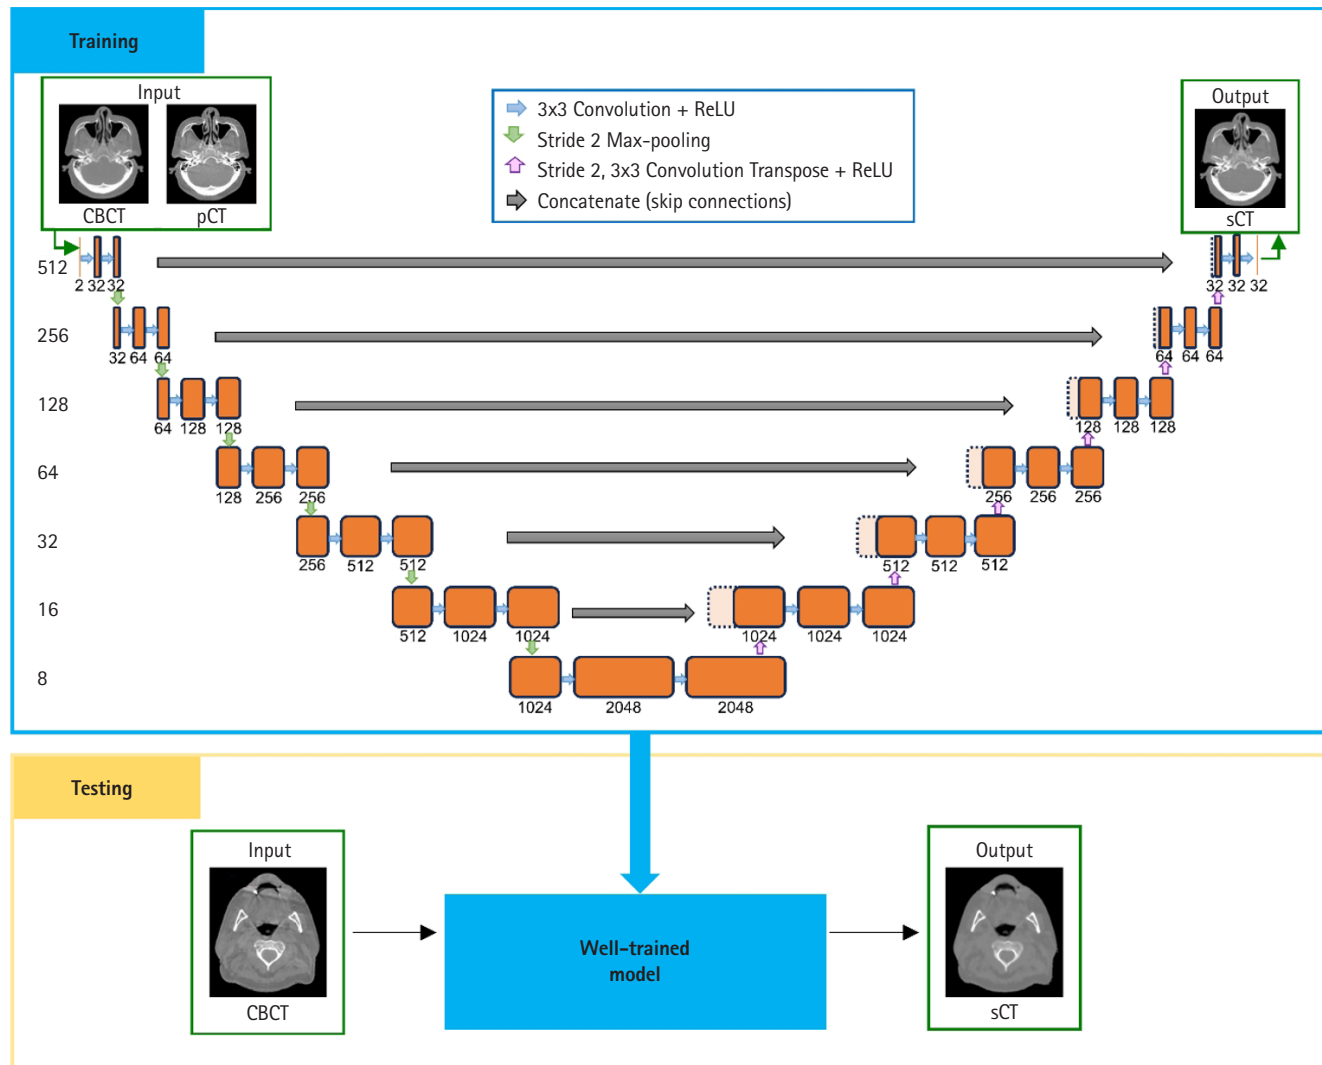 Training
Input
CBCT pCT
3x3 Convolution + ReLU
Stride 2 Max-pooling
Stride 2, 3x3 Convolution Transpose + ReLU
Concatenate (skip connections)
Output
sCT
512
2 32 32
32 32 32
256
32 64 64
64 64 64
128
64 128 128
128 128 128
64
128 256 256
256 256 256
32
256 512 512
512 512 512
16
512 1024 1024
1024 1024 1024
8
1024 2048 2048
Testing
Input
CBCT
Well-trained
model
Output
sCT